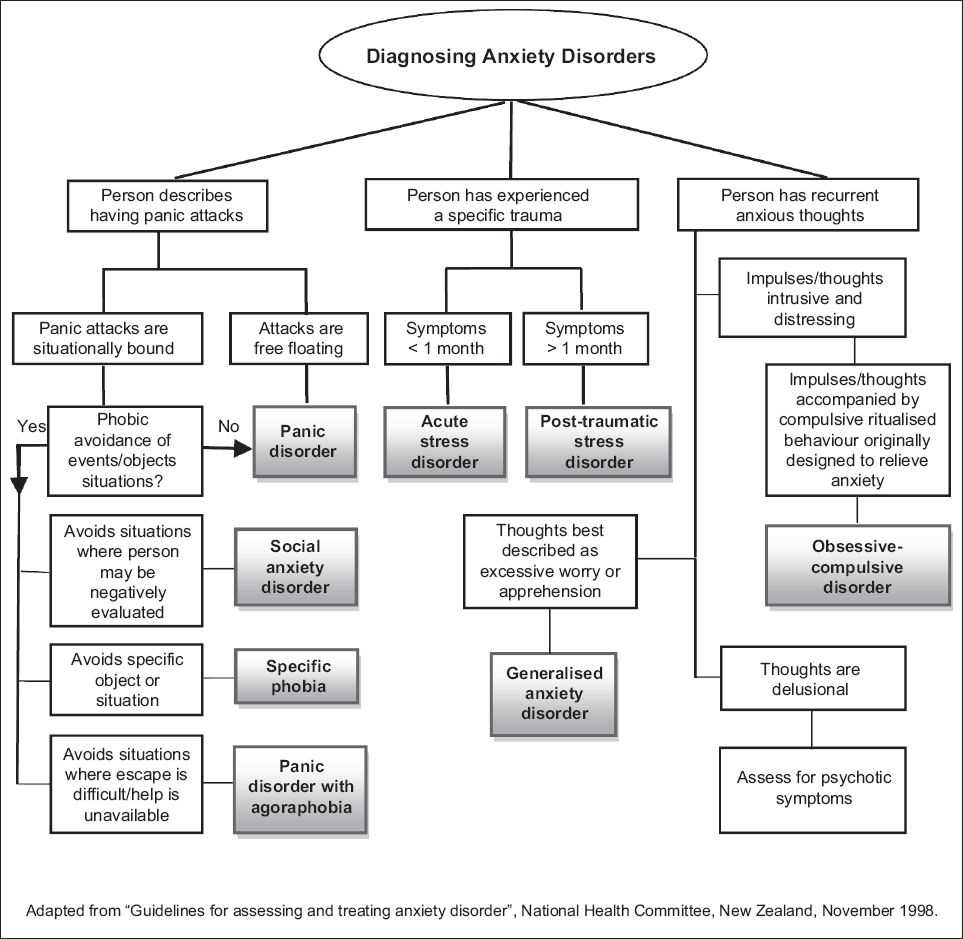 Diagnosing Anxiety Disorders
Person describes
having panic attacks
Person has experienced
a specific trauma
Person has recurrent
anxious thoughts
Panic attacks are
situationally bound
Attacks are
free floating
Symptoms
< 1 month
Symptoms
> 1 month
Impulses/thoughts
intrusive and
distressing
Yes
Phobic
avoidance of
events/objects
situations?
No
Panic
disorder
Acute
stress
disorder
Post-traumatic
stress
disorder
Impulses/thoughts
accompanied by
compulsive ritualised
behaviour originally
designed to relieve
anxiety
Avoids situations
where person
may be
negatively
evaluated
Social
anxiety
disorder
Thoughts best
described as
excessive worry or
apprehension
Obsessive-
compulsive
disorder
Avoids specific
object or
situation
Specific
phobia
Generalised
anxiety
disorder
Thoughts are
delusional
Avoids situations
where escape is
difficult/help is
unavailable
Panic
disorder with
agoraphobia
Assess for psychotic
symptoms
Adapted from “Guidelines for assessing and treating anxiety disorder”, National Health Committee, New Zealand, November 1998.